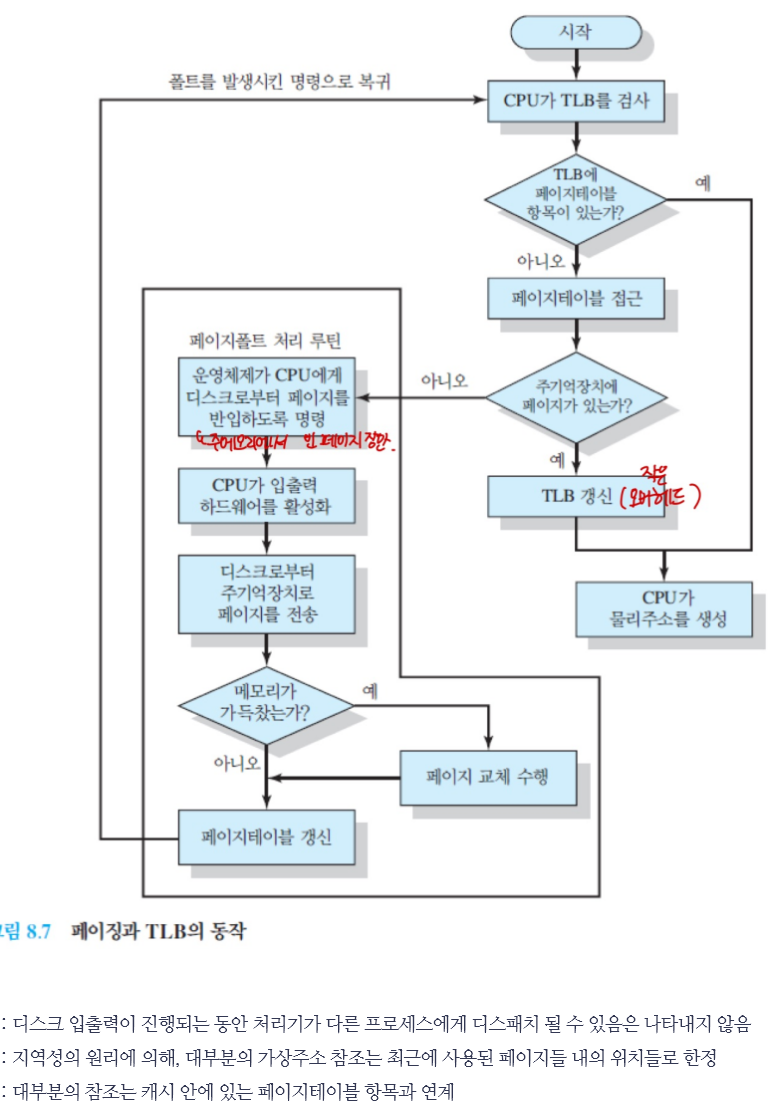 시작
폴트를 발생시킨 명령으로 복귀
CPU가 TLB를 검사
TLB에
페이지테이블
항목이 있는가?
예
아니오
페이지테이블 접근
페이지폴트 처리 루틴
운영체제가 CPU에게
디스크로부터 페이지를
반입하도록 명령
아니오
주기억장치에
페이지가 있는가?
주메모리에서 페이지
예
작은
TLB 갱신 (오버헤드)
CPU가 입출력
하드웨어를 활성화
디스크로부터
주기억장치로
페이지를 전송
CPU가
물리주소를 생성
메모리가
가득찼는가?
예
아니오
페이지 교체 수행
페이지테이블 갱신
그림 8.7 페이징과 TLB의 동작
: 디스크 입출력이 진행되는 동안 처리기가 다른 프로세스에게 디스패치 될 수 있음은 나타내지 않음
: 지역성의 원리에 의해, 대부분의 가상주소 참조는 최근에 사용된 페이지들 내의 위치들로 한정
: 대부분의 참조는 캐시 안에 있는 페이지테이블 항목과 연계